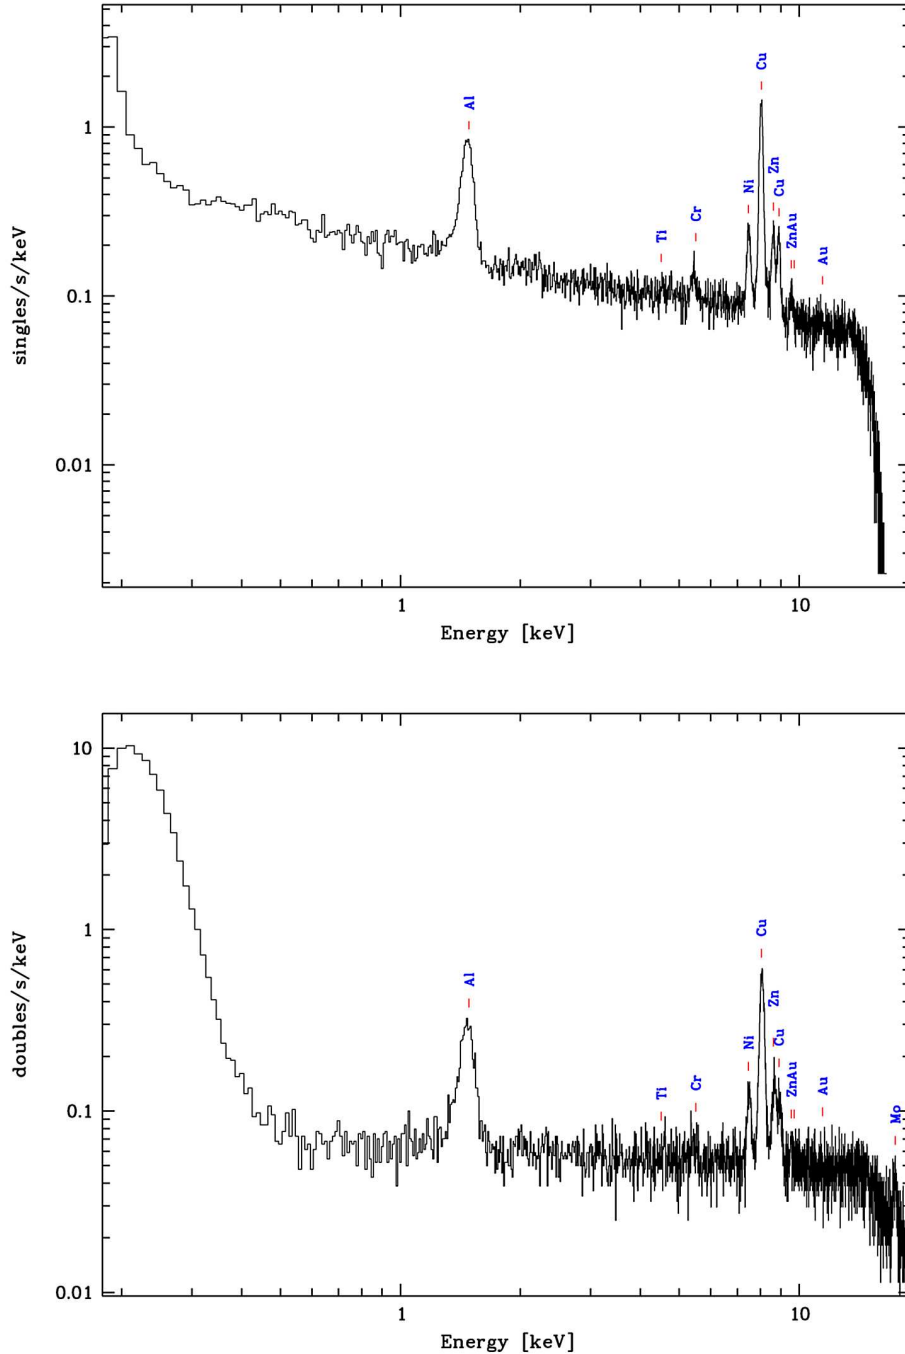 singles/s/keV
1
0.1
0.01
Al
Ti
Cr
Ni
Cu
Zn
Cu
ZnAu
Au
1
10
Energy [keV]
doubles/s/keV
10
1
0.1
0.01
Al
Ti
Cr
Ni
Cu
Zn
Cu
ZnAu
Au
Mo
1
10
Energy [keV]